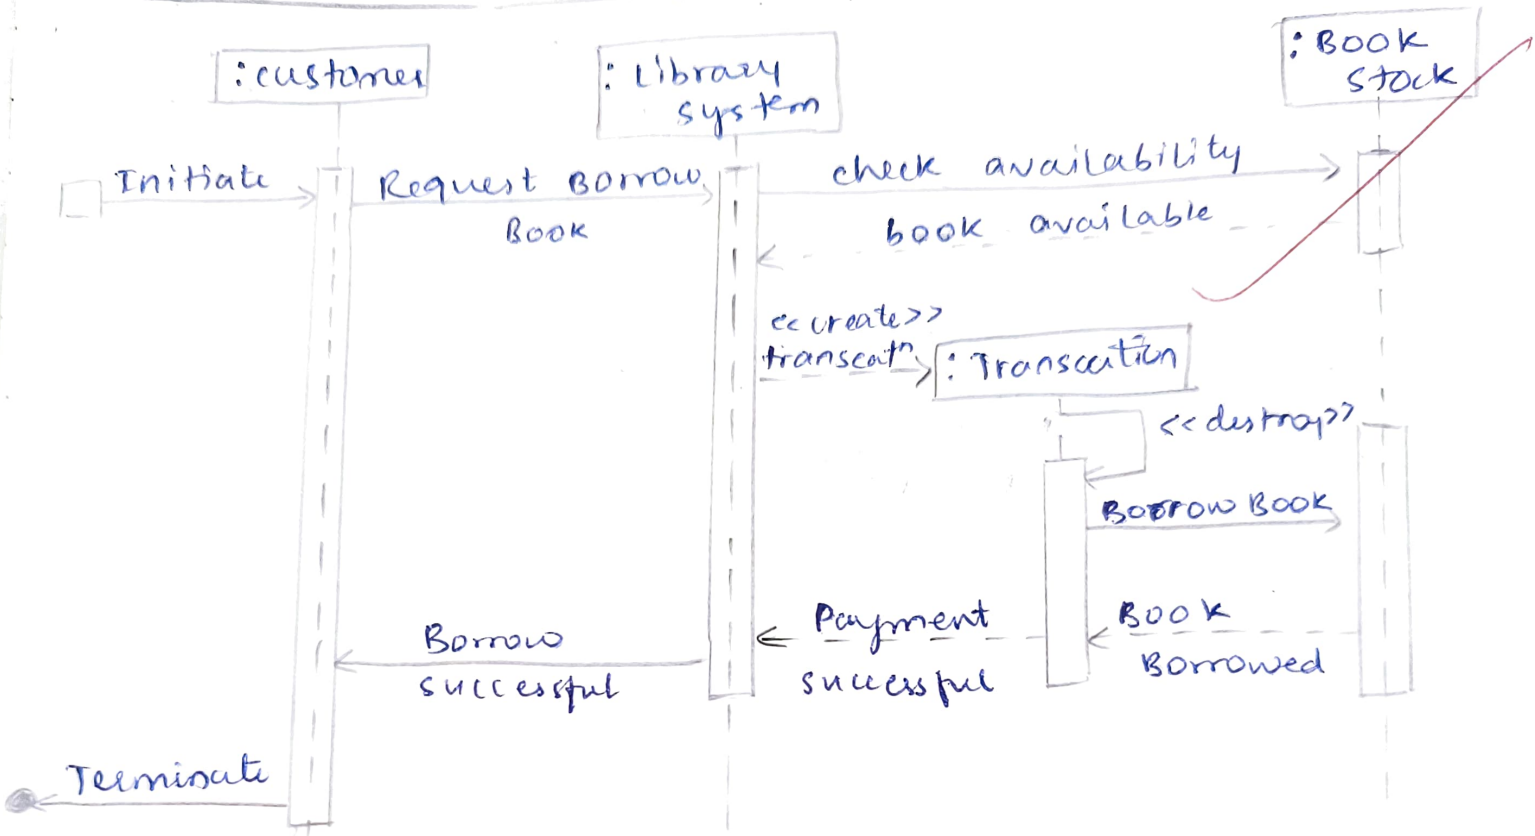 :customer
:Library
system
:BOOK
stock
Initiate
Request Borrow
Book
check availability
book available
<<create>>
transcatn
:Transcation
<<destroy>>
Borrow Book
Book
Borrowed
Payment
successful
Borrow
successful
Terminate